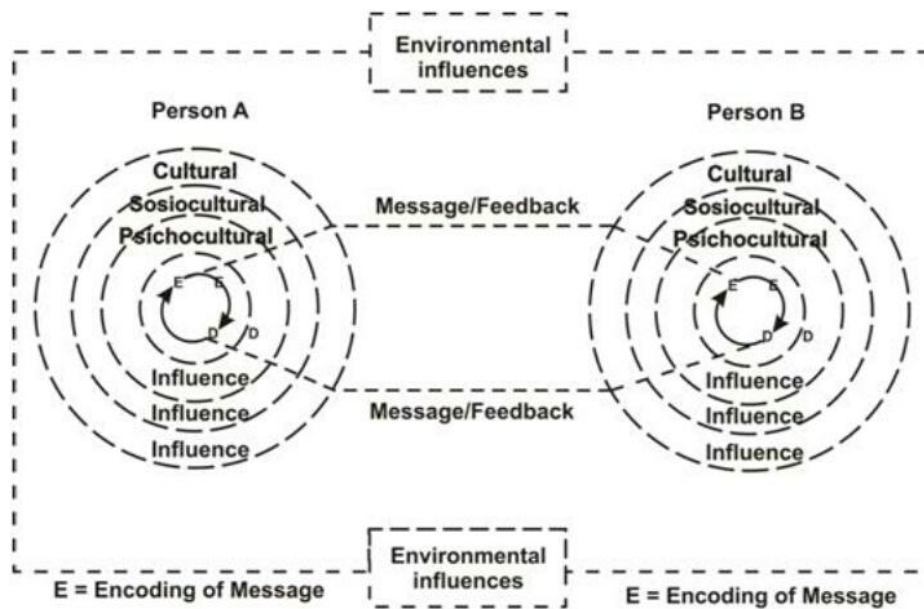 Environmental
influences
Person A
Person B
Cultural
Sosiocultural
Psichocultural
E E
D D
Influence
Influence
Influence
Message/Feedback
Message/Feedback
Cultural
Sosiocultural
Psichocultural
E E
D D
Influence
Influence
Influence
Environmental
influences
E = Encoding of Message
E = Encoding of Message